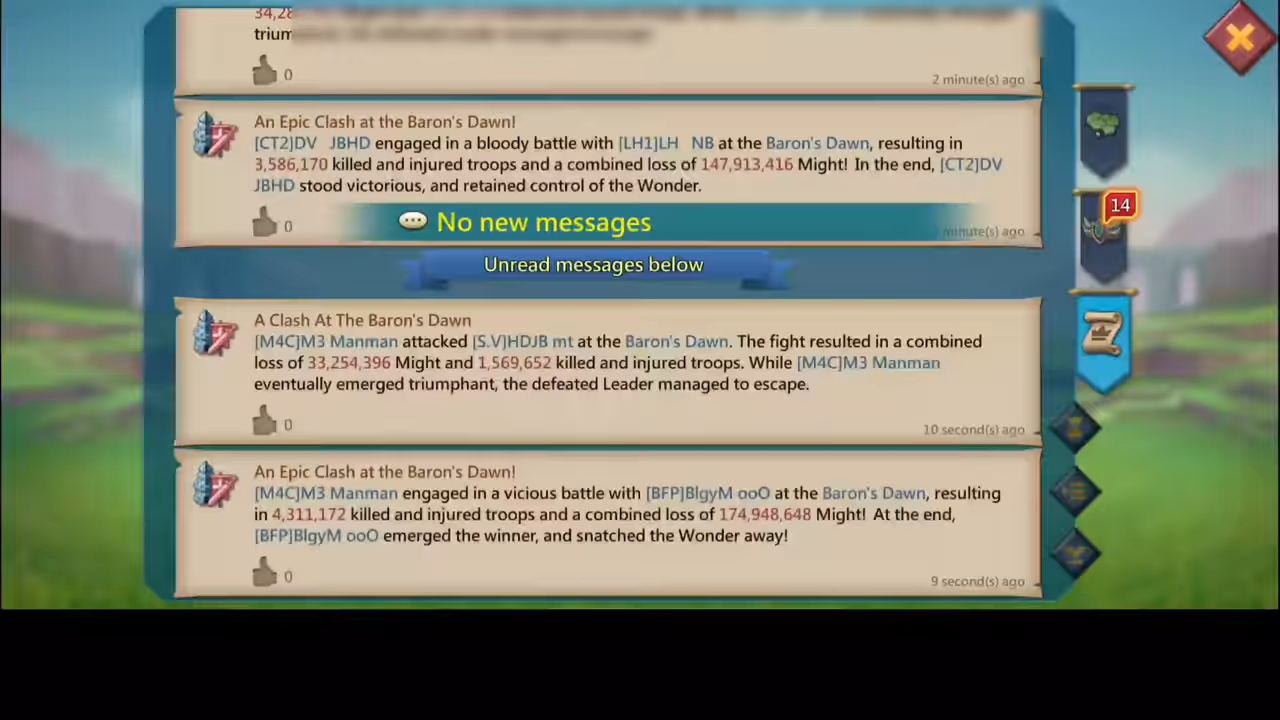 34,28
trium
0
2 minute(s) ago
An Epic Clash at the Baron's Dawn!
[CT2]DV JBHD engaged in a bloody battle with [LH1]LH NB at the Baron's Dawn, resulting in
3,586,170 killed and injured troops and a combined loss of 147,913,416 Might! In the end, [CT2]DV
JBHD stood victorious, and retained control of the Wonder.
0
minute(s) ago
No new messages
14
Unread messages below
A Clash At The Baron's Dawn
[M4C]M3 Manman attacked [S.V)HDJB mt at the Baron's Dawn. The fight resulted in a combined
loss of 33,254,396 Might and 1,569,652 killed and injured troops. While [M4C]M3 Manman
eventually emerged triumphant, the defeated Leader managed to escape.
0
10 second(s) ago
An Epic Clash at the Baron's Dawn!
[M4C]M3 Manman engaged in a vicious battle with [BFP]BlgyM ooO at the Baron's Dawn, resulting
in 4,311,172 killed and injured troops and a combined loss of 174,948,648 Might! At the end,
[BFP]BlgyM ooO emerged the winner, and snatched the Wonder away!
0
9 second(s) ago